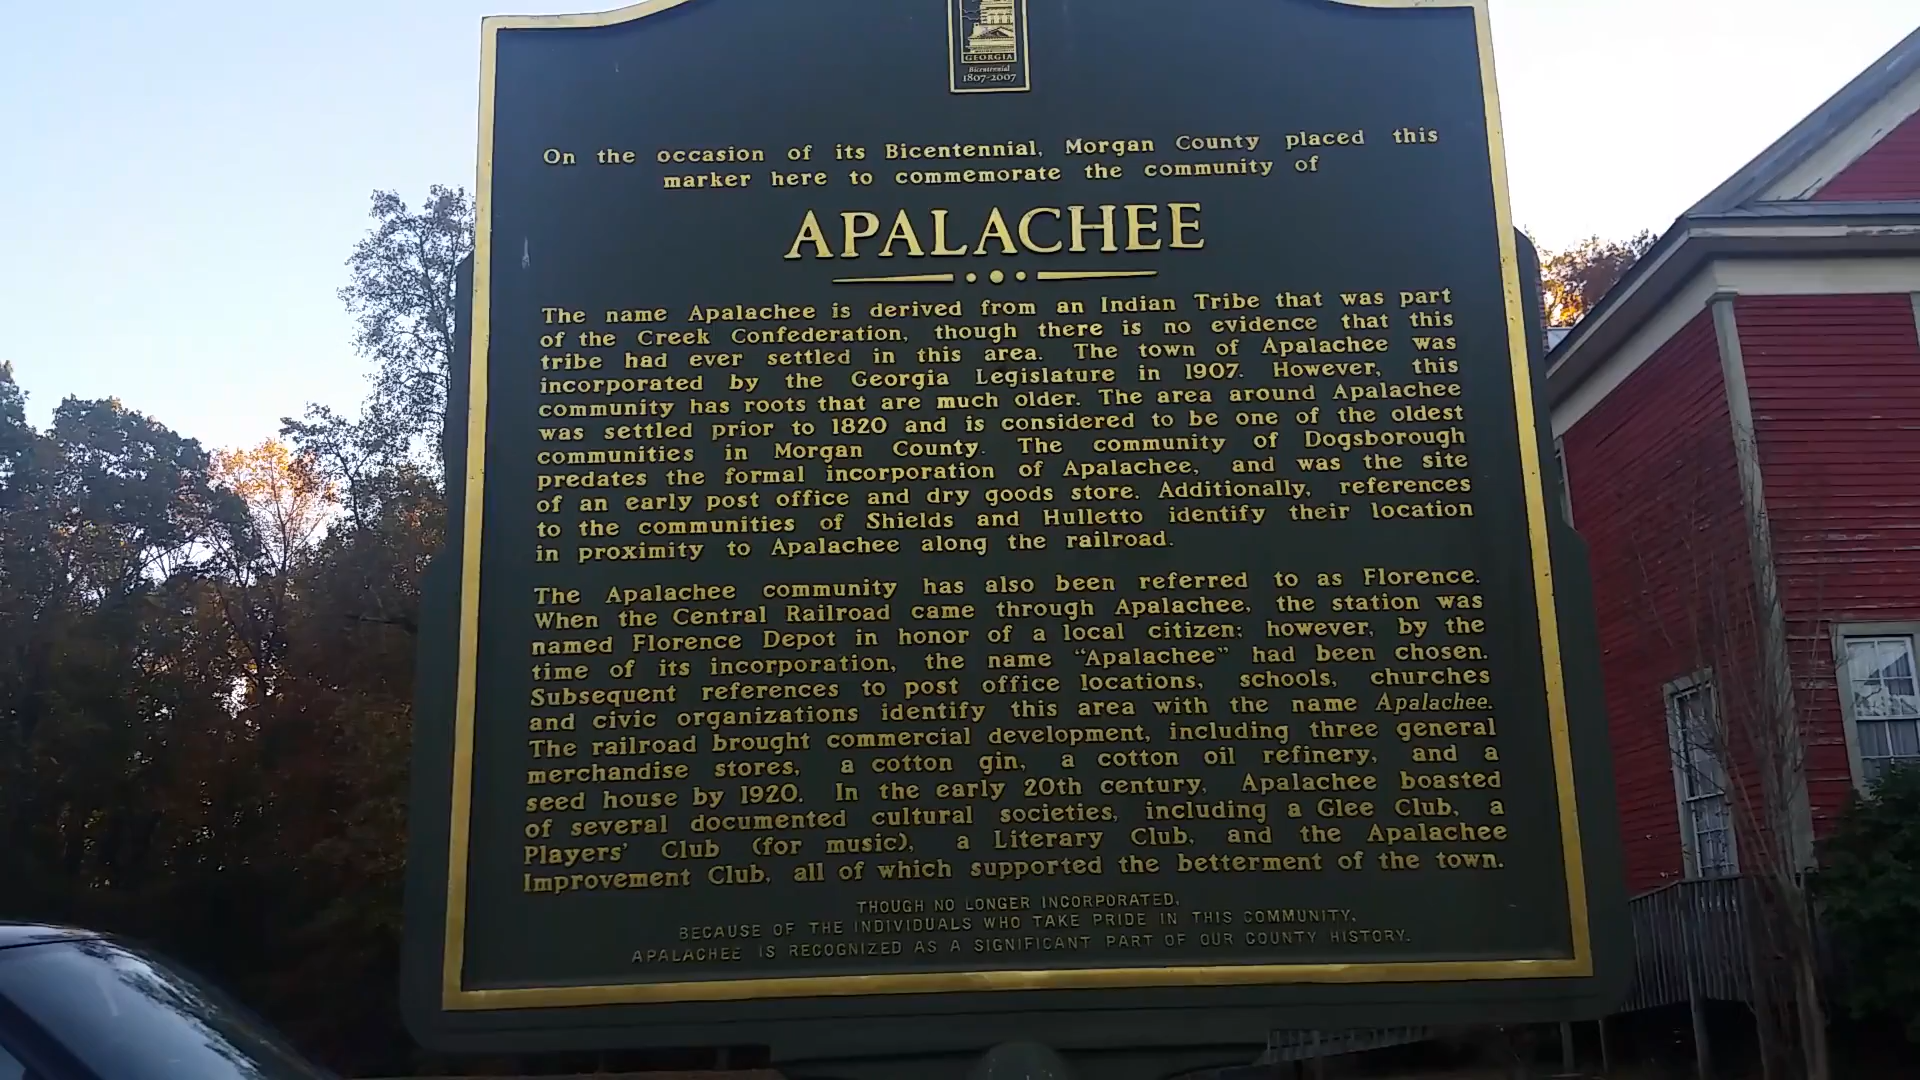 GEORGIA
Bicentennial
1807-2007
On the occasion of its Bicentennial, Morgan County placed this
marker here to commemorate the community of
APALACHEE
The name Apalachee is derived from an Indian Tribe that was part
of the Creek Confederation, though there is no evidence that this
tribe had ever settled in this area. The town of Apalachee was
incorporated by the Georgia Legislature in 1907. However, this
community has roots that are much older. The area around Apalachee
was settled prior to 1820 and is considered to be one of the oldest
communities in Morgan County. The community of Dogsborough
predates the formal incorporation of Apalachee, and was the site
of an early post office and dry goods store. Additionally, references
to the communities of Shields and Hulletto identify their location
in proximity to Apalachee along the railroad.
The Apalachee community has also been referred to as Florence.
When the Central Railroad came through Apalachee, the station was
named Florence Depot in honor of a local citizen; however, by the
time of its incorporation, the name “Apalachee” had been chosen.
Subsequent references to post office locations, schools, churches
and civic organizations identify this area with the name Apalachee.
The railroad brought commercial development, including three general
merchandise stores, a cotton gin, a cotton oil refinery, and a
seed house by 1920. In the early 20th century, Apalachee boasted
of several documented cultural societies, including a Glee Club, a
Players' Club (for music), a Literary Club, and the Apalachee
Improvement Club, all of which supported the betterment of the town.
THOUGH NO LONGER INCORPORATED,
BECAUSE OF THE INDIVIDUALS WHO TAKE PRIDE IN THIS COMMUNITY,
APALACHEE IS RECOGNIZED AS A SIGNIFICANT PART OF OUR COUNTY HISTORY.